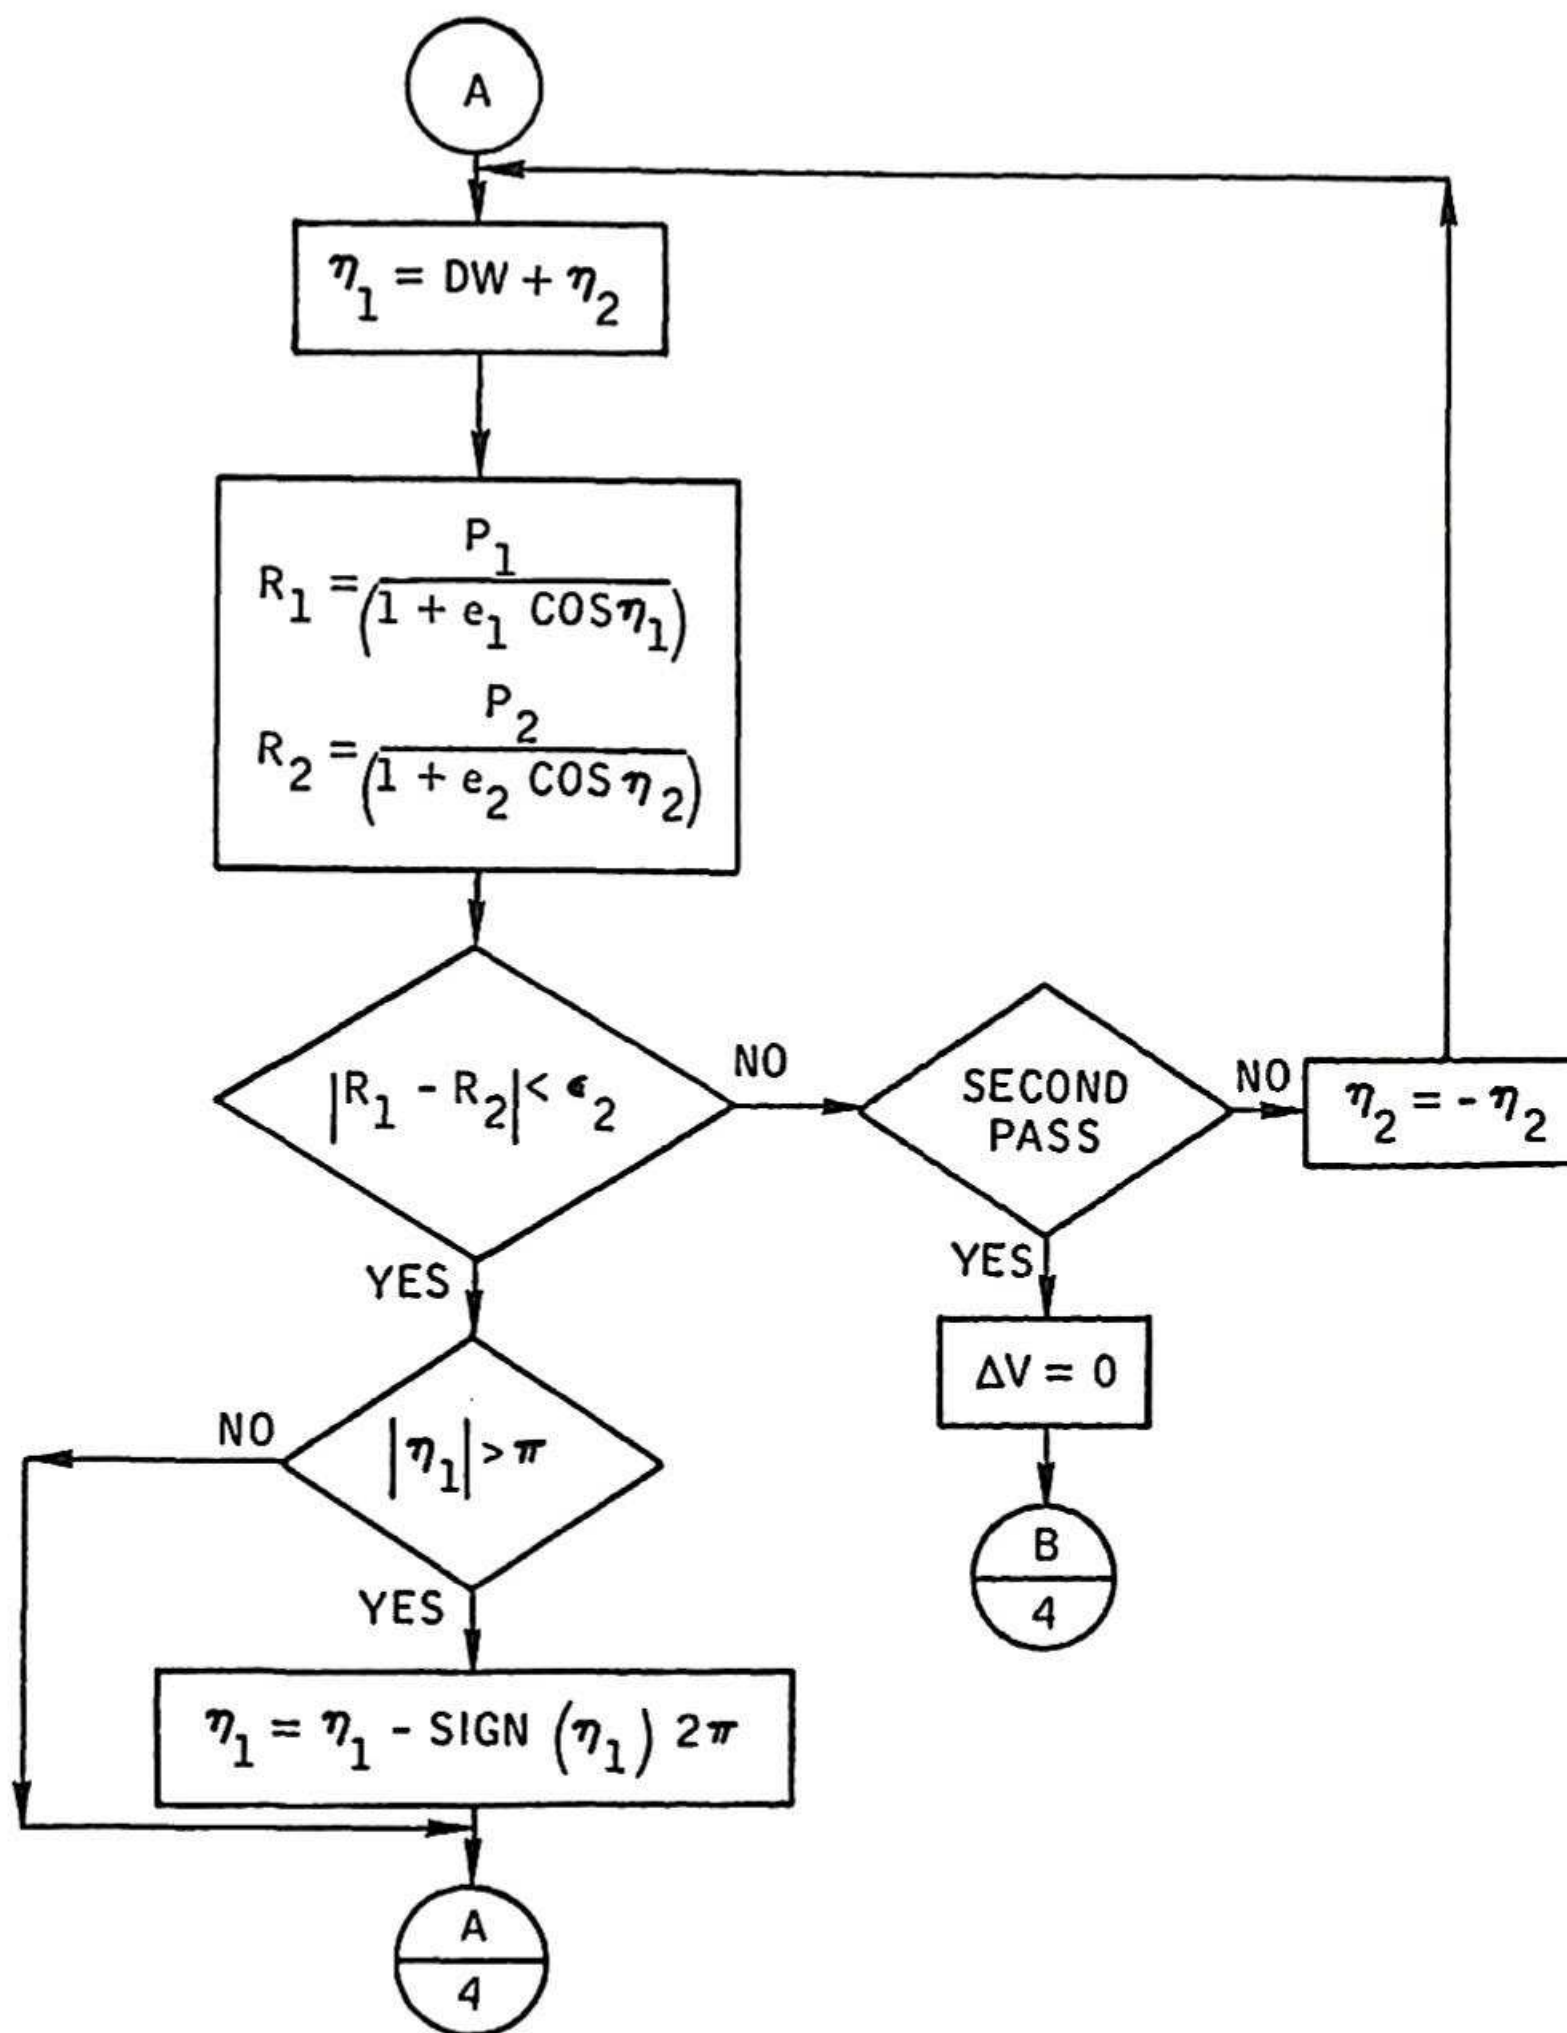 A
η₁ = DW + η₂
R₁ = P₁ / (1 + e₁ COS η₁)
R₂ = P₂ / (1 + e₂ COS η₂)
|R₁ - R₂| < ϵ₂
NO
SECOND
PASS
NO
η₂ = - η₂
YES
YES
ΔV = 0
NO
|η₁| > π
B
4
YES
η₁ = η₁ - SIGN (η₁) 2π
A
4